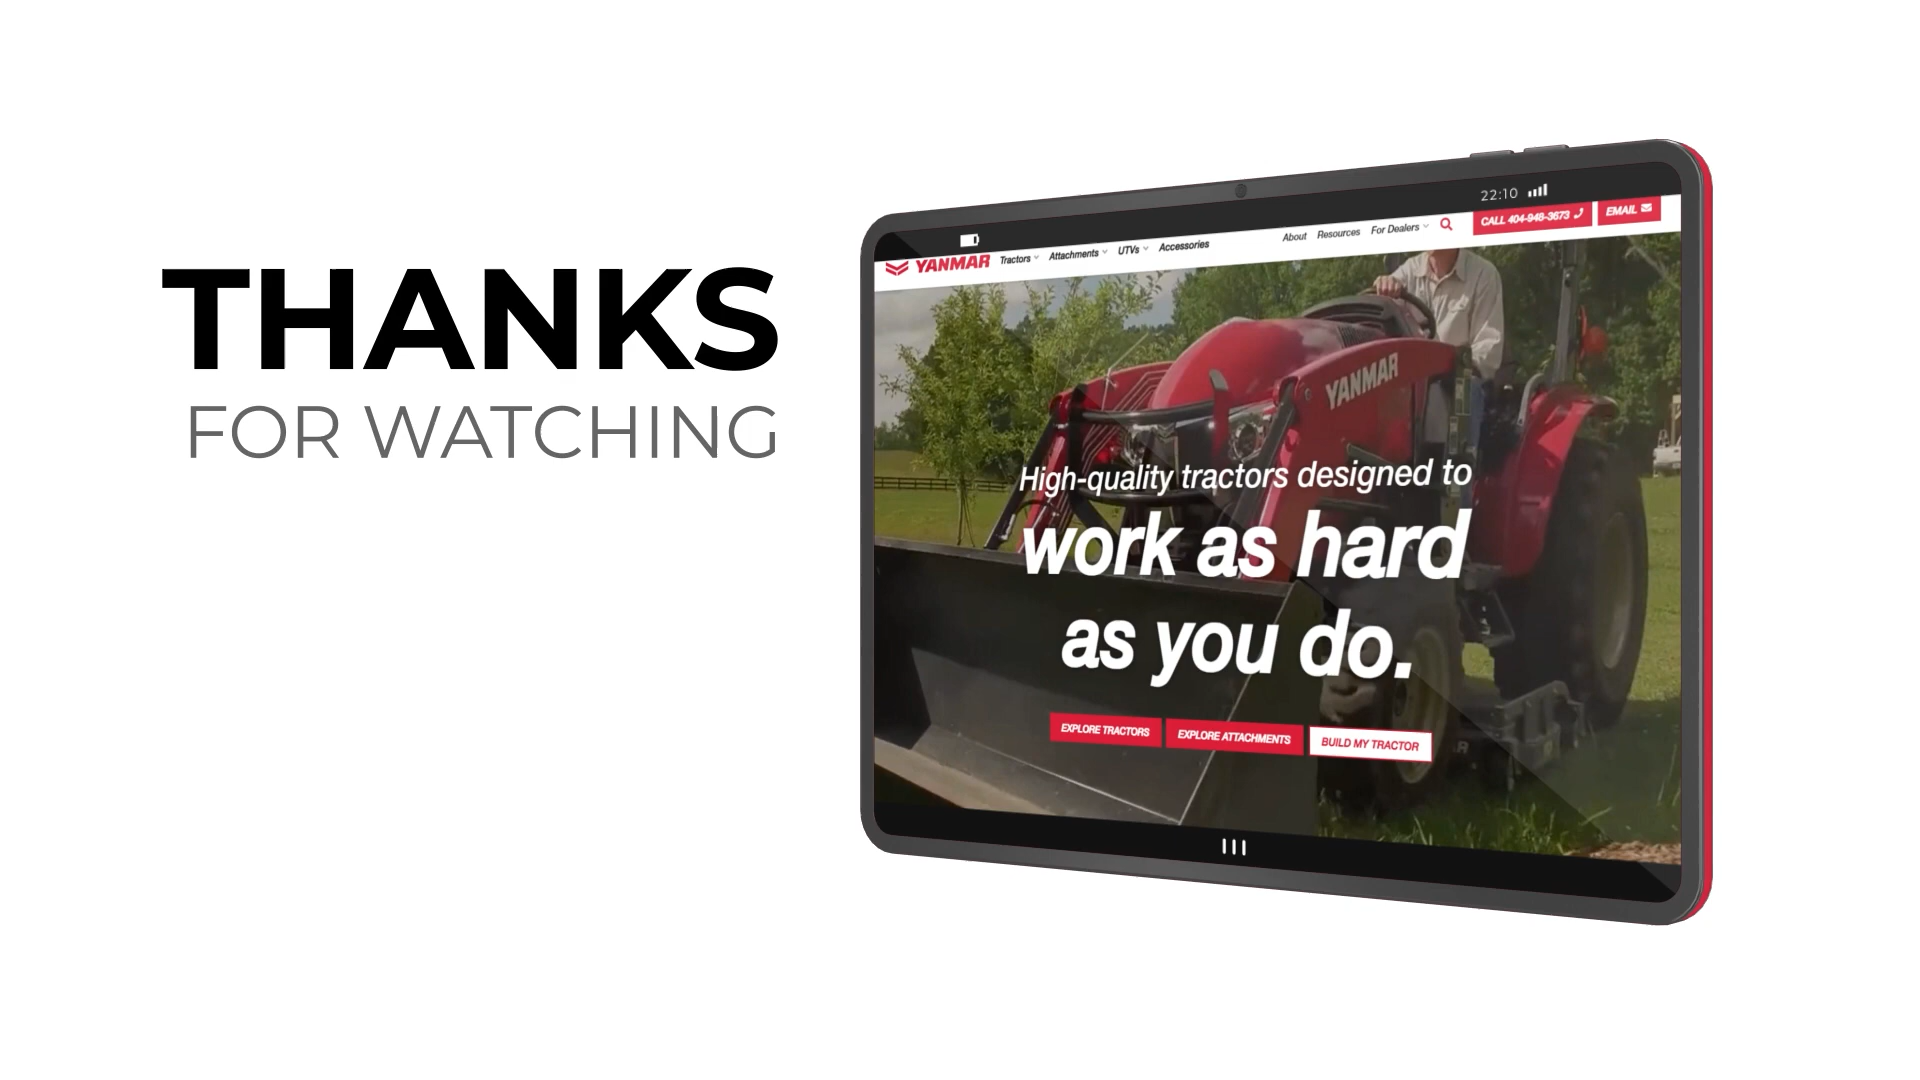 THANKS
FOR WATCHING
22:10
YANMAR Tractors Attachments UTVs Accessories About Resources For Dealers CALL 404-948-3673 EMAIL
YANMAR
High-quality tractors designed to
work as hard
as you do.
EXPLORE TRACTORS EXPLORE ATTACHMENTS BUILD MY TRACTOR